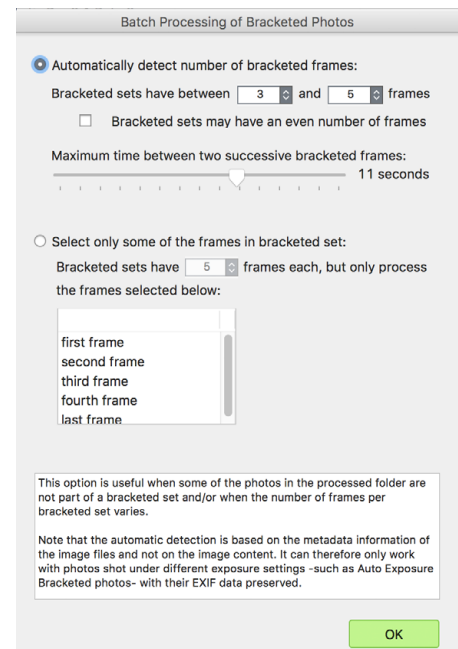 Batch Processing of Bracketed Photos
Automatically detect number of bracketed frames:
Bracketed sets have between 3 and 5 frames
Bracketed sets may have an even number of frames
Maximum time between two successive bracketed frames:
11 seconds
Select only some of the frames in bracketed set:
Bracketed sets have 5 frames each, but only process
the frames selected below:
first frame
second frame
third frame
fourth frame
last frame
This option is useful when some of the photos in the processed folder are
not part of a bracketed set and/or when the number of frames per
bracketed set varies.
Note that the automatic detection is based on the metadata information of
the image files and not on the image content. It can therefore only work
with photos shot under different exposure settings -such as Auto Exposure
Bracketed photos- with their EXIF data preserved.
OK